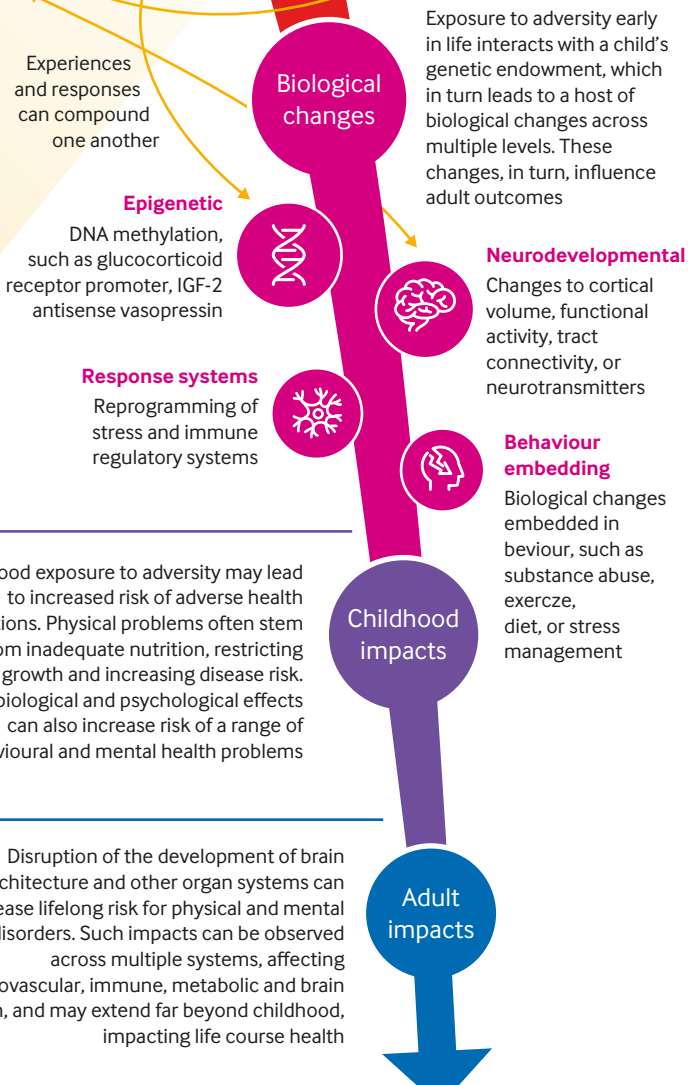 Experiences
and responses
can compound
one another
Biological
changes
Exposure to adversity early
in life interacts with a child's
genetic endowment, which
in turn leads to a host of
biological changes across
multiple levels. These
changes, in turn, influence
adult outcomes
Epigenetic
DNA methylation,
such as glucocorticoid
receptor promoter, IGF-2
antisense vasopressin
Neurodevelopmental
Changes to cortical
volume, functional
activity, tract
connectivity, or
neurotransmitters
Response systems
Reprogramming of
stress and immune
regulatory systems
Behaviour
embedding
Biological changes
embedded in
beviour, such as
substance abuse,
exercze,
diet, or stress
management
exposure to adversity may lead
to increased risk of adverse health
Physical problems often stem
inadequate nutrition, restricting
growth and increasing disease risk.
biological and psychological effects
can also increase risk of a range of
and mental health problems
Childhood
impacts
Disruption of the development of brain
and other organ systems can
lifelong risk for physical and mental
disorders. Such impacts can be observed
across multiple systems, affecting
immune, metabolic and brain
and may extend far beyond childhood,
impacting life course health
Adult
impacts